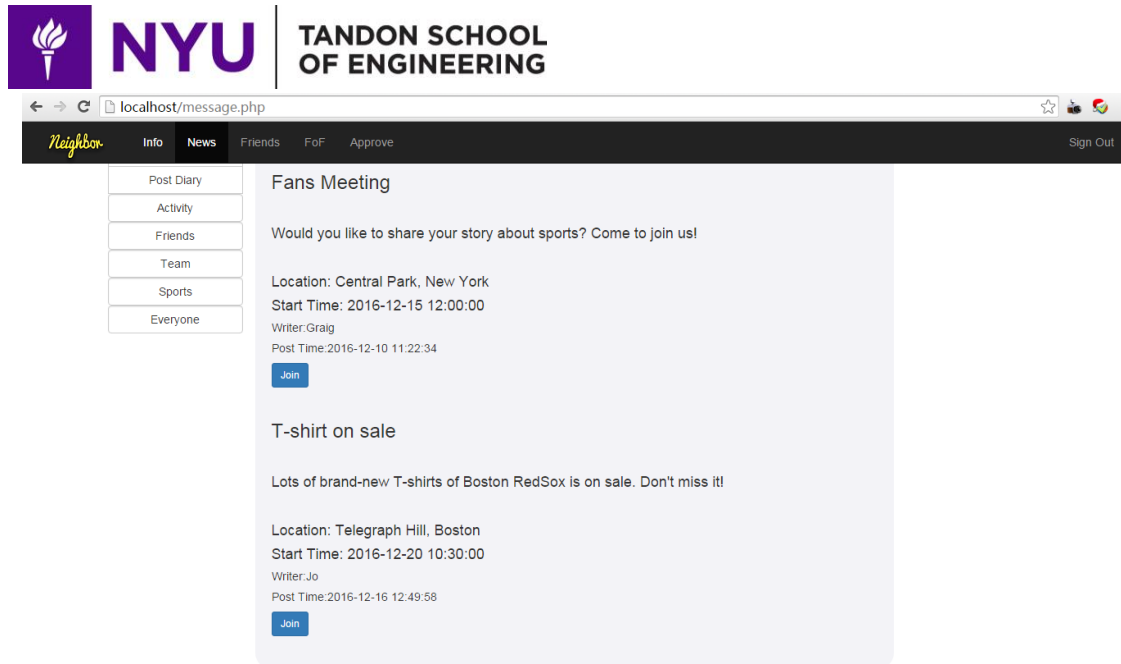 NYU
TANDON SCHOOL
OF ENGINEERING
localhost/message.php
Neighbor Info News Friends FoF Approve Sign Out
Post Diary
Activity
Friends
Team
Sports
Everyone
Fans Meeting
Would you like to share your story about sports? Come to join us!
Location: Central Park, New York
Start Time: 2016-12-15 12:00:00
Writer:Graig
Post Time:2016-12-10 11:22:34
Join
T-shirt on sale
Lots of brand-new T-shirts of Boston RedSox is on sale. Don't miss it!
Location: Telegraph Hill, Boston
Start Time: 2016-12-20 10:30:00
Writer:Jo
Post Time:2016-12-16 12:49:58
Join